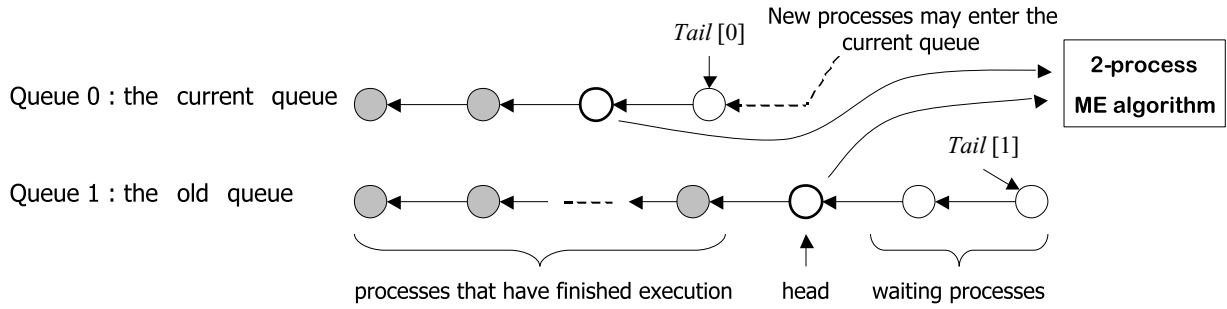 New processes may enter the
current queue
Tail [0]
2-process
ME algorithm
Queue 0 : the current queue
Tail [1]
Queue 1 : the old queue
processes that have finished execution
head
waiting processes